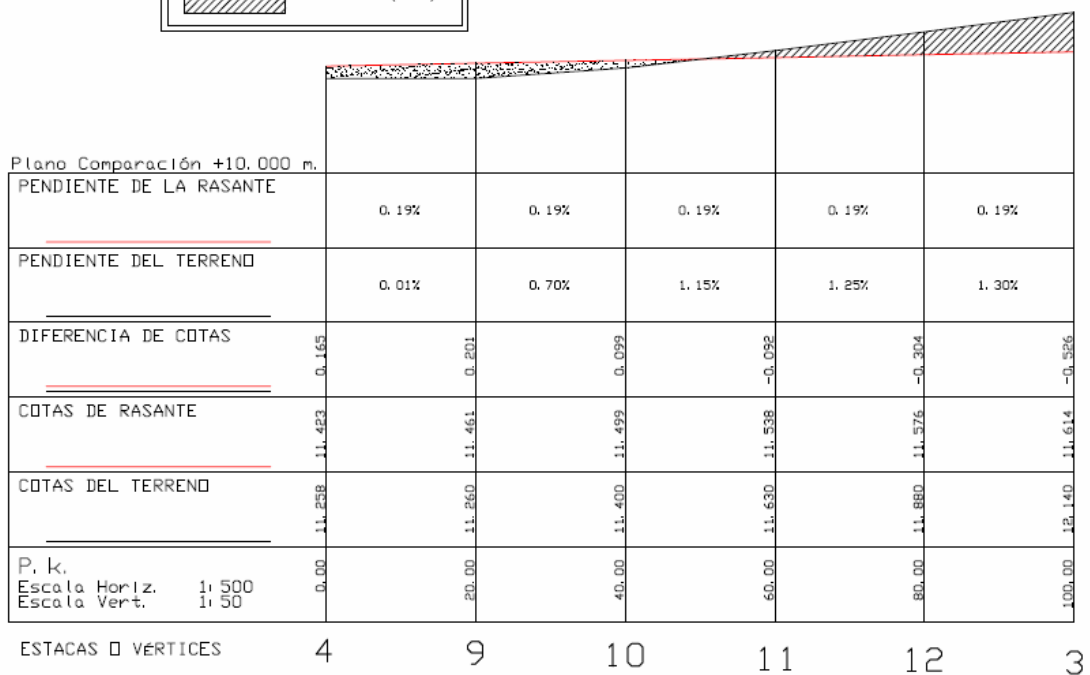 Plano Comparación +10.000 m.
PENDIENTE DE LA RASANTE
0.19% 0.19% 0.19% 0.19% 0.19%
PENDIENTE DEL TERRENO
0.01% 0.70% 1.15% 1.25% 1.30%
DIFERENCIA DE COTAS
0,165 0,201 0,099 -0,092 -0,304 -0,526
COTAS DE RASANTE
11,423 11,461 11,499 11,538 11,576 11,614
COTAS DEL TERRENO
11,258 11,260 11,400 11,630 11,880 12,140
P. k.
0,00 20,00 40,00 60,00 80,00 100,00
Escala Horiz. 1:500
Escala Vert. 1:50
ESTACAS O VÉRTICES 4 9 10 11 12 3